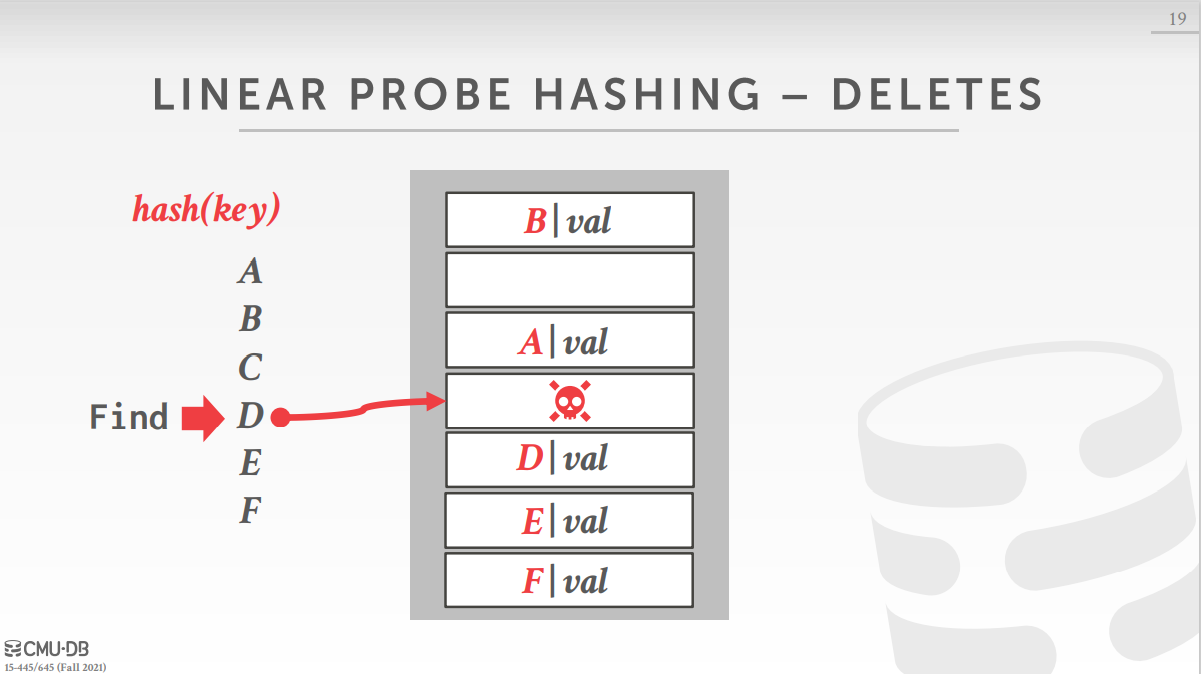 19
LINEAR PROBE HASHING – DELETES
hash(key)
A
B
C
Find D
E
F
B|val
A|val
D|val
E|val
F|val
CMU·DB
15-445/645 (Fall 2021)